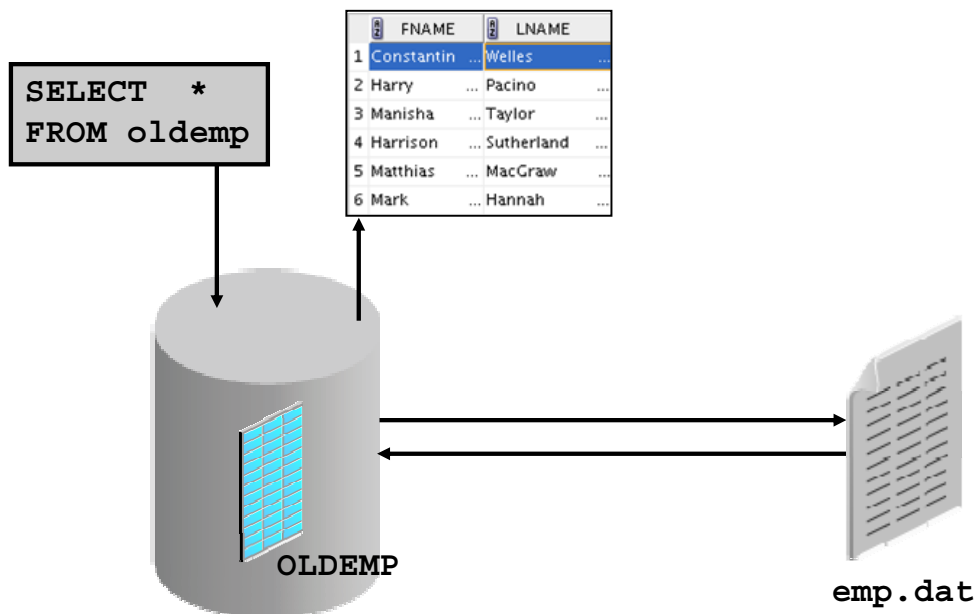 SELECT *
FROM oldemp
FNAME LNAME
1 Constantin ... Welles ...
2 Harry ... Pacino ...
3 Manisha ... Taylor ...
4 Harrison ... Sutherland ...
5 Matthias ... MacGraw ...
6 Mark ... Hannah ...
OLDEMP
emp.dat